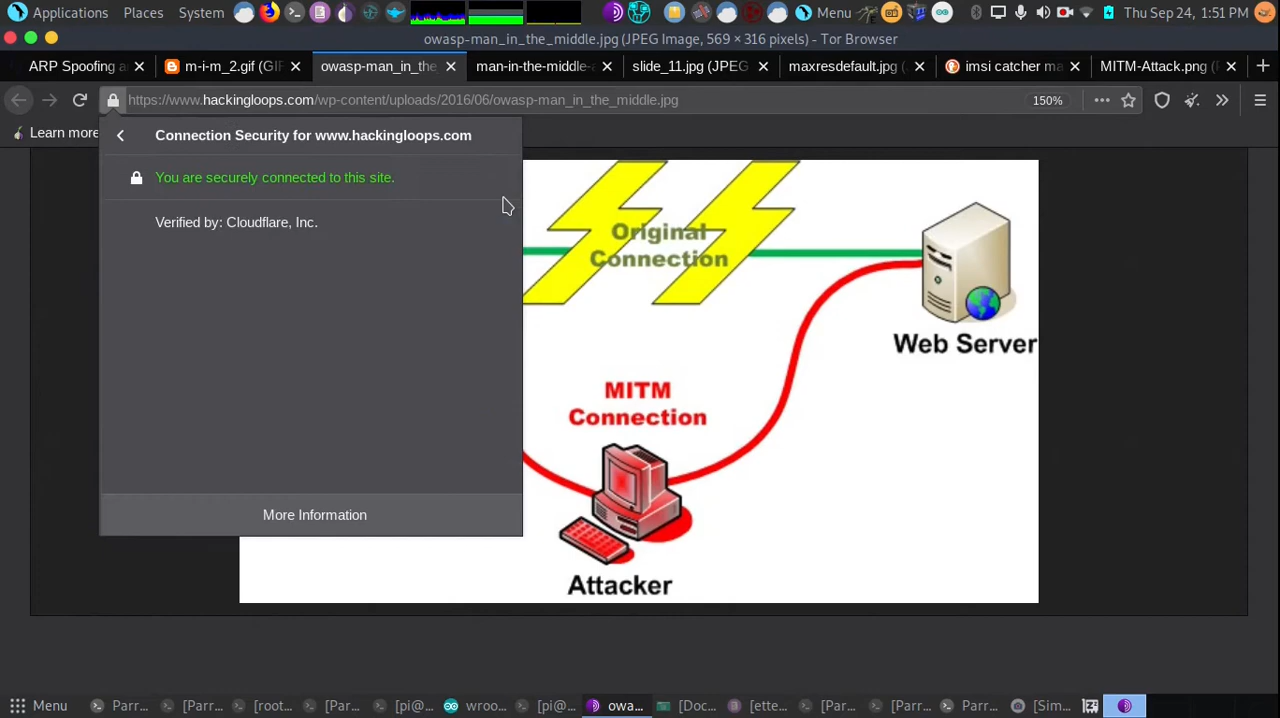 Applications Places System Menu Thu Sep 24, 1:51 PM
owasp-man_in_the_middle.jpg (JPEG Image, 569 × 316 pixels) - Tor Browser
ARP Spoofing a m-i-m_2.gif (GIF owasp-man_in_the_ man-in-the-middle-a slide_11.jpg (JPEG maxresdefault.jpg ( imsi catcher ma MITM-Attack.png (
https://www.hackingloops.com/wp-content/uploads/2016/06/owasp-man_in_the_middle.jpg 150%
Learn more
Connection Security for www.hackingloops.com
You are securely connected to this site.
Verified by: Cloudflare, Inc.
More Information
Original
Connection
Web Server
MITM
Connection
Attacker
Menu Parr... [Parr... [root... [Par... [pi@... wroo... [pi@... owa... [Doc... [ette... [Par... [Parr... Parr... [Sim...